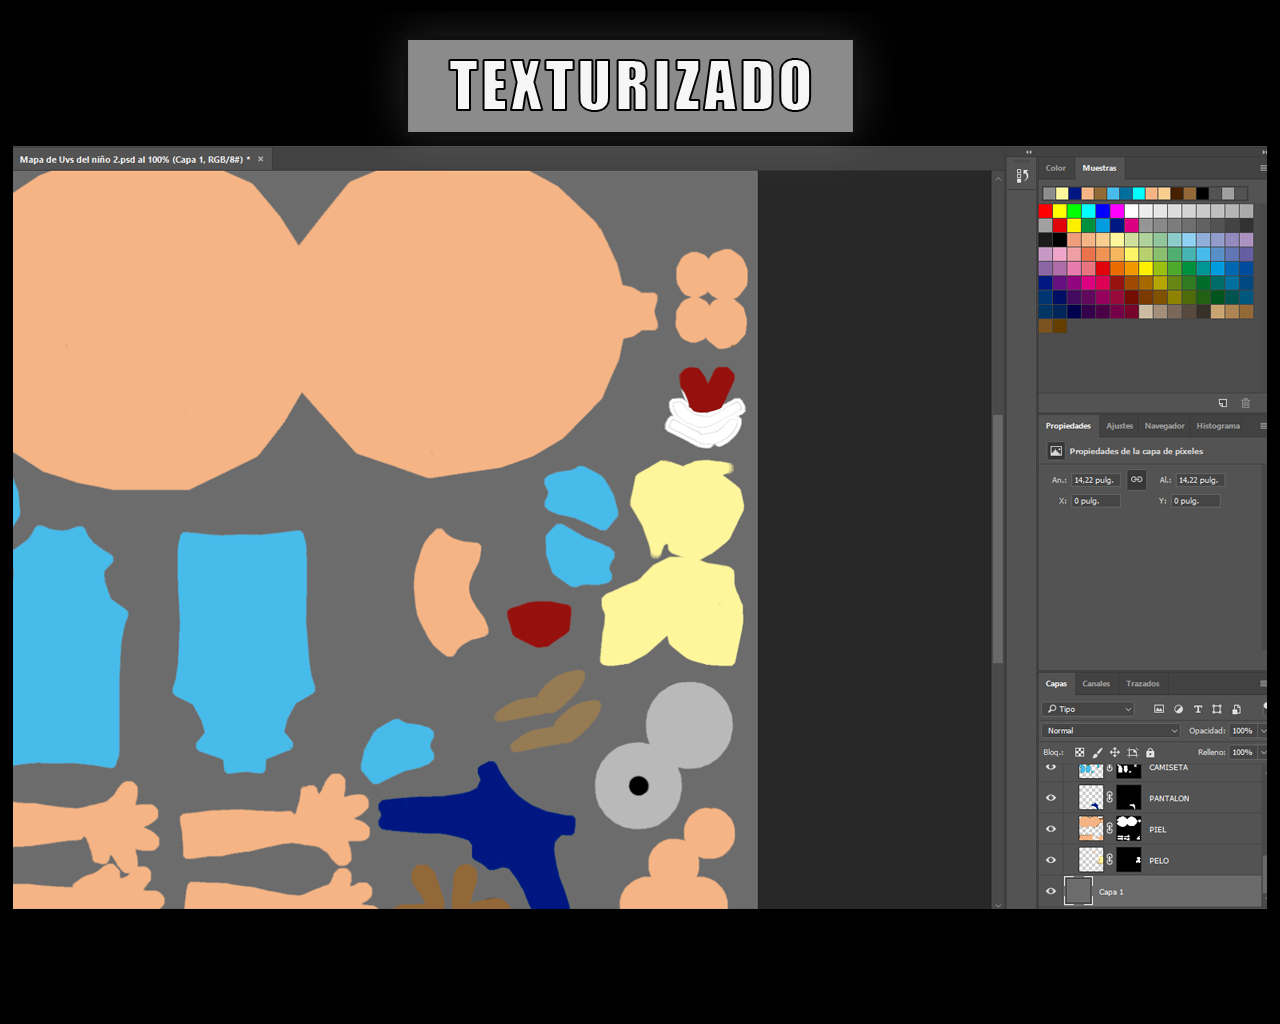 TEXTURIZADO
Mapa de Uvs del niño 2.psd al 100% (Capa 1, RGB/8#) * ×
Color Muestras
Propiedades Ajustes Navegador Histograma
Propiedades de la capa de píxeles
An.: 14,22 pulg. Al.: 14,22 pulg.
X: 0 pulg. Y: 0 pulg.
Capas Canales Trazados
Tipo
Normal Opacidad: 100%
Bloq.: Relleno: 100%
CAMISETA
PANTALON
PIEL
PELO
Capa 1